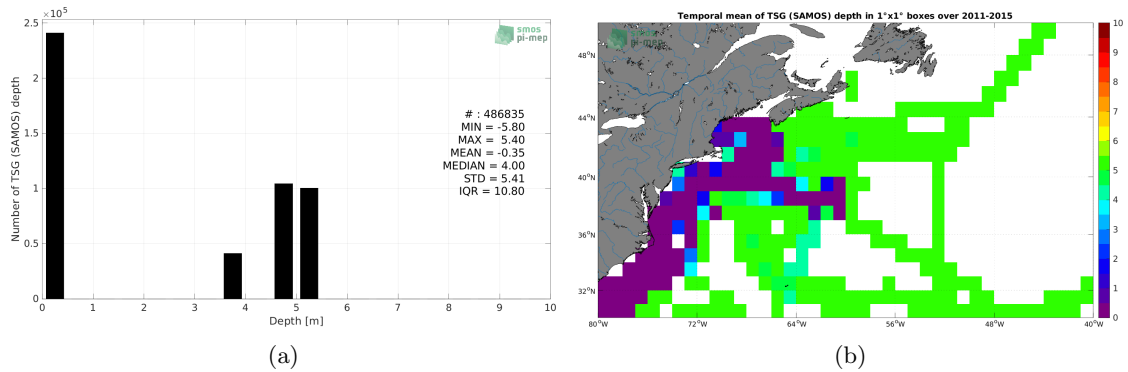 2.5 ×10⁵
2
1.5
1
0.5
0
Number of TSG (SAMOS) depth
0 1 2 3 4 5 6 7 8 9 10
Depth [m]
smos
pi-mep
# : 486835
MIN = -5.80
MAX = 5.40
MEAN = -0.35
MEDIAN = 4.00
STD = 5.41
IQR = 10.80
(a)
Temporal mean of TSG (SAMOS) depth in 1°x1° boxes over 2011-2015
smos
pi-mep
48°N
44°N
40°N
36°N
32°N
80°W 72°W 64°W 56°W 48°W 40°W
10
9
8
7
6
5
4
3
2
1
0
(b)